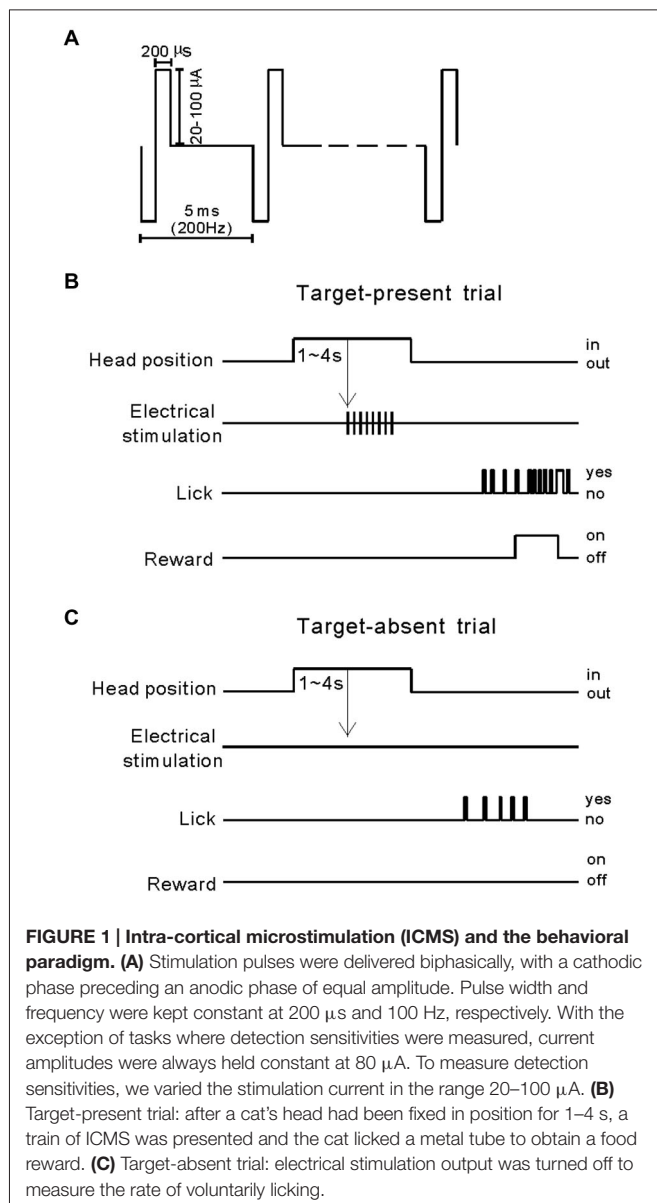 A
200 µs
20-100 µA
5 ms
(200Hz)
B
Target-present trial
Head position
1~4s
in
out
Electrical
stimulation
Lick
yes
no
Reward
on
off
C
Target-absent trial
Head position
1~4s
in
out
Electrical
stimulation
Lick
yes
no
Reward
on
off
FIGURE 1 | Intra-cortical microstimulation (ICMS) and the behavioral
paradigm. (A) Stimulation pulses were delivered biphasically, with a cathodic
phase preceding an anodic phase of equal amplitude. Pulse width and
frequency were kept constant at 200 µs and 100 Hz, respectively. With the
exception of tasks where detection sensitivities were measured, current
amplitudes were always held constant at 80 µA. To measure detection
sensitivities, we varied the stimulation current in the range 20–100 µA. (B)
Target-present trial: after a cat's head had been fixed in position for 1–4 s, a
train of ICMS was presented and the cat licked a metal tube to obtain a food
reward. (C) Target-absent trial: electrical stimulation output was turned off to
measure the rate of voluntarily licking.